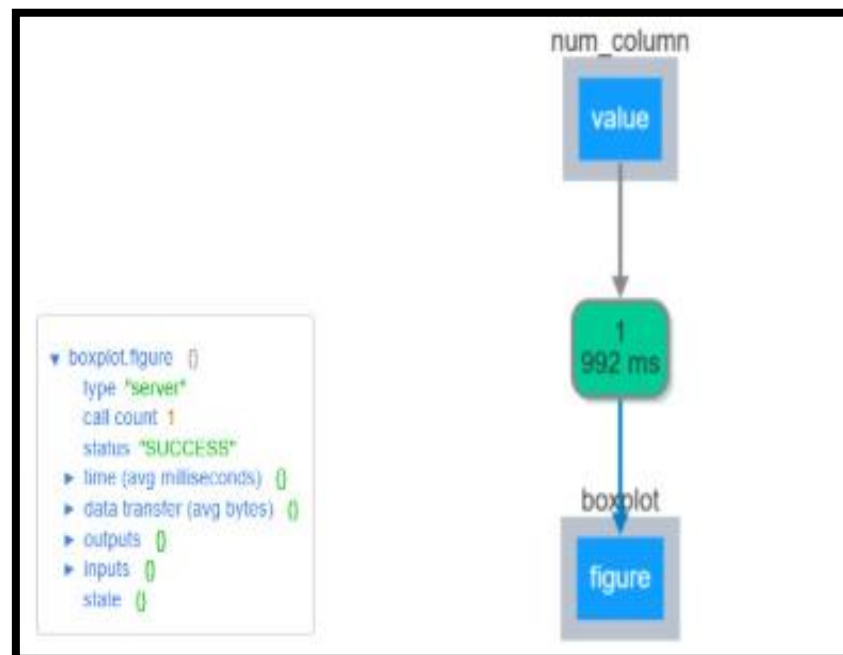 num_column
value
1
992 ms
boxplot
figure
▼ boxplot.figure {}
type "server"
call count 1
status "SUCCESS"
► time (avg milliseconds) {}
► data transfer (avg bytes) {}
► outputs {}
► inputs {}
state {}